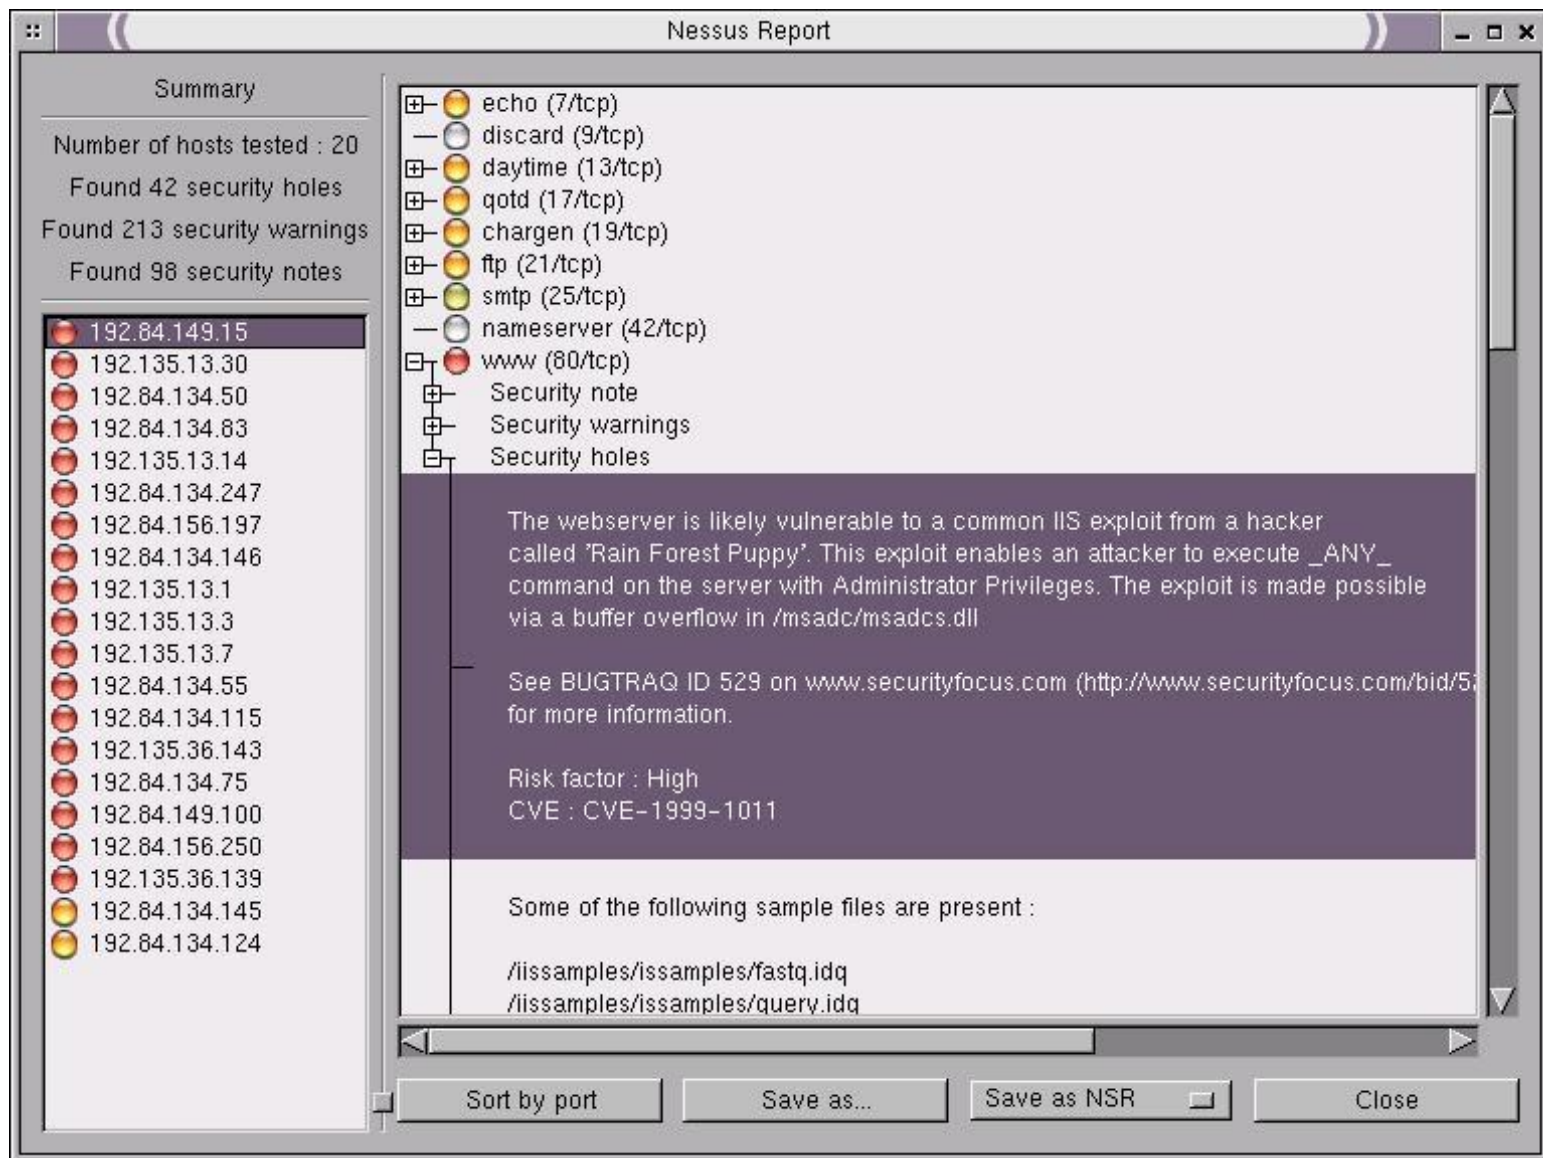 Nessus Report
Summary
Number of hosts tested : 20
Found 42 security holes
Found 213 security warnings
Found 98 security notes
192.84.149.15
192.135.13.30
192.84.134.50
192.84.134.83
192.135.13.14
192.84.134.247
192.84.156.197
192.84.134.146
192.135.13.1
192.135.13.3
192.135.13.7
192.84.134.55
192.84.134.115
192.135.36.143
192.84.134.75
192.84.149.100
192.84.156.250
192.135.36.139
192.84.134.145
192.84.134.124
echo (7/tcp)
discard (9/tcp)
daytime (13/tcp)
qotd (17/tcp)
chargen (19/tcp)
ftp (21/tcp)
smtp (25/tcp)
nameserver (42/tcp)
www (80/tcp)
Security note
Security warnings
Security holes
The webserver is likely vulnerable to a common IIS exploit from a hacker
called 'Rain Forest Puppy'. This exploit enables an attacker to execute _ANY_
command on the server with Administrator Privileges. The exploit is made possible
via a buffer overflow in /msadc/msadcs.dll
See BUGTRAQ ID 529 on www.securityfocus.com (http://www.securityfocus.com/bid/5
for more information.
Risk factor : High
CVE : CVE-1999-1011
Some of the following sample files are present :
/iissamples/issamples/fastq.idq
/iissamples/issamples/query.idq
Sort by port
Save as...
Save as NSR
Close